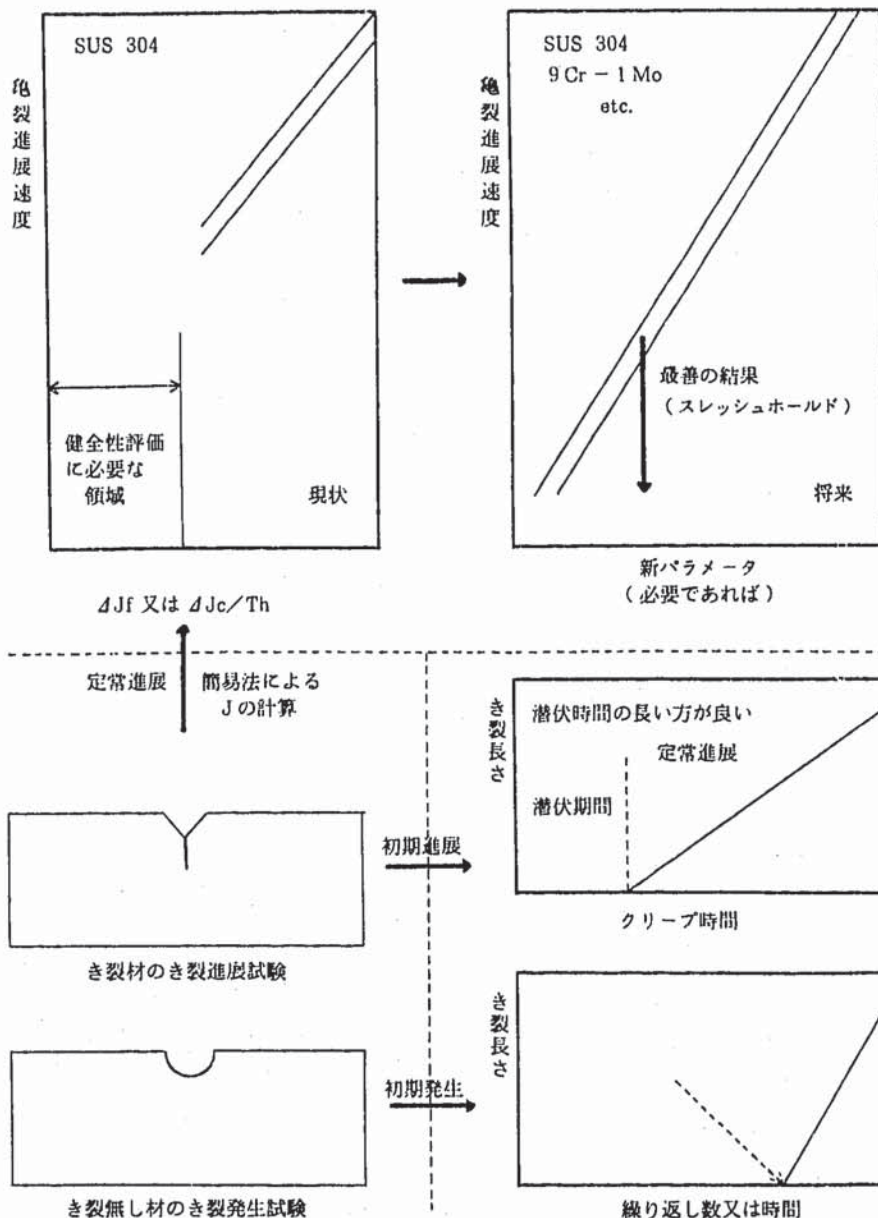 SUS 304
亀裂進展速度
健全性評価
に必要な
領域
現状
ΔJf 又は ΔJc/Th
SUS 304
9Cr-1Mo
etc.
亀裂進展速度
最善の結果
(スレッシュホールド)
将来
新パラメータ
(必要であれば)
定常進展
簡易法による
Jの計算
初期進展
き裂材のき裂進展試験
き裂長さ
潜伏時間の長い方が良い
定常進展
潜伏期間
クリープ時間
初期発生
き裂無し材のき裂発生試験
き裂長さ
繰り返し数又は時間